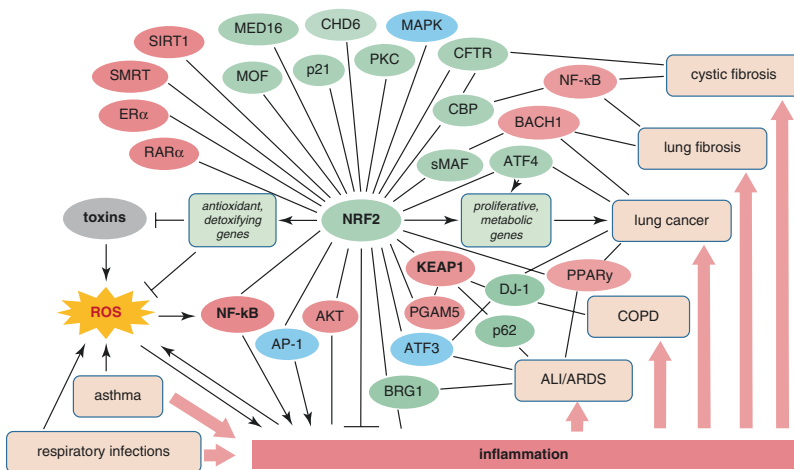 MED16
CHD6
MAPK
SIRT1
CFTR
SMRT
MOF
p21
PKC
NF-κB
cystic fibrosis
ERα
CBP
BACH1
RARα
sMAF
ATF4
lung fibrosis
toxins
antioxidant,
detoxifying
genes
NRF2
proliferative,
metabolic
genes
lung cancer
KEAP1
PPARγ
DJ-1
ROS
NF-kB
AKT
PGAM5
COPD
p62
AP-1
ATF3
ALI/ARDS
asthma
BRG1
respiratory infections
inflammation